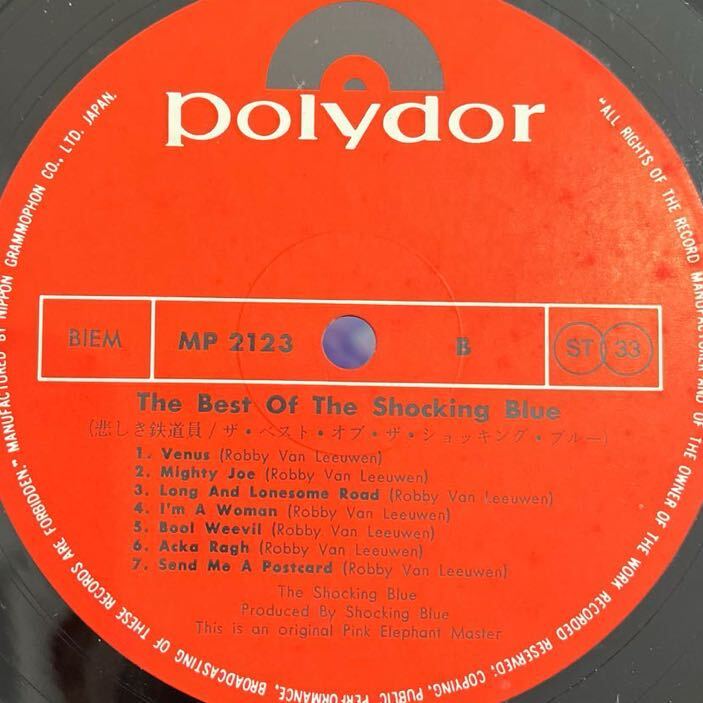 polydor
BIEM
MP 2123
B
ST 33
The Best Of The Shocking Blue
(悲しき鉄道員/ザ・ベスト・オブ・ザ・ショッキング・ブルー)
1. Venus (Robby Van Leeuwen)
2. Mighty Joe (Robby Van Leeuwen)
3. Long And Lonesome Road (Robby Van Leeuwen)
4. I'm A Woman (Robby Van Leeuwen)
5. Bool Weevil (Robby Van Leeuwen)
6. Acka Ragh (Robby Van Leeuwen)
7. Send Me A Postcard (Robby Van Leeuwen)
The Shocking Blue
Produced By Shocking Blue
This is an original Pink Elephant Master
"ALL RIGHTS OF THE RECORD MANUFACTURER AND OF THE OWNER OF THE WORK RECORDED RESERVED; COPYING, PUBLIC PERFORMANCE, BROADCASTING OF THESE RECORDS ARE FORBIDDEN." MANUFACTURED BY NIPPON GRAMMOPHON CO., LTD. JAPAN.